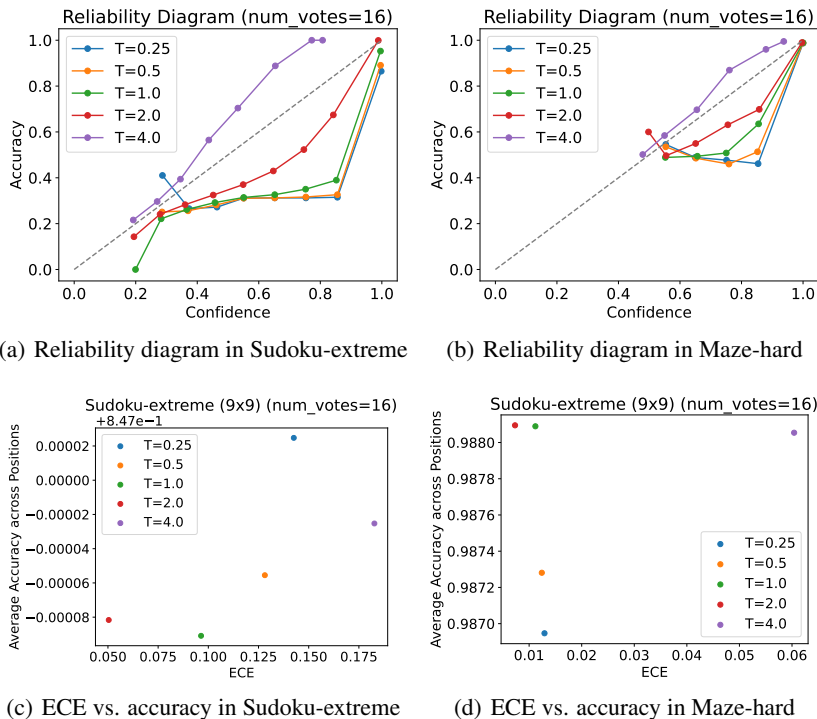 Reliability Diagram (num_votes=16)
1.0
0.8
0.6
0.4
0.2
0.0
Accuracy
T=0.25
T=0.5
T=1.0
T=2.0
T=4.0
0.0 0.2 0.4 0.6 0.8 1.0
Confidence
(a) Reliability diagram in Sudoku-extreme
Reliability Diagram (num_votes=16)
1.0
0.8
0.6
0.4
0.2
0.0
Accuracy
T=0.25
T=0.5
T=1.0
T=2.0
T=4.0
0.0 0.2 0.4 0.6 0.8 1.0
Confidence
(b) Reliability diagram in Maze-hard
Sudoku-extreme (9x9) (num_votes=16)
+8.47e−1
0.00002
0.00000
−0.00002
−0.00004
−0.00006
−0.00008
Average Accuracy across Positions
T=0.25
T=0.5
T=1.0
T=2.0
T=4.0
0.050 0.075 0.100 0.125 0.150 0.175
ECE
(c) ECE vs. accuracy in Sudoku-extreme
Sudoku-extreme (9x9) (num_votes=16)
0.9880
0.9878
0.9876
0.9874
0.9872
0.9870
Average Accuracy across Positions
T=0.25
T=0.5
T=1.0
T=2.0
T=4.0
0.01 0.02 0.03 0.04 0.05 0.06
ECE
(d) ECE vs. accuracy in Maze-hard